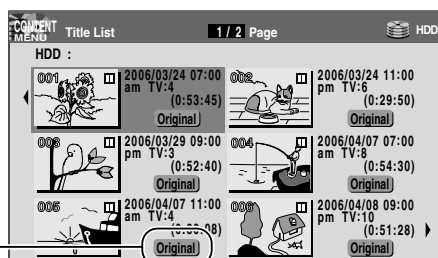 CONTENT MENU Title List 1 / 2 Page HDD
HDD :
001 2006/03/24 07:00
am TV:4
(0:53:45)
Original
002 2006/03/24 11:00
pm TV:6
(0:29:50)
Original
003 2006/03/29 09:00
pm TV:3
(0:52:40)
Original
004 2006/04/07 07:00
am TV:8
(0:54:30)
Original
005 2006/04/07 11:00
am TV:4
Original
006 2006/04/08 09:00
pm TV:10
(0:51:28)
Original